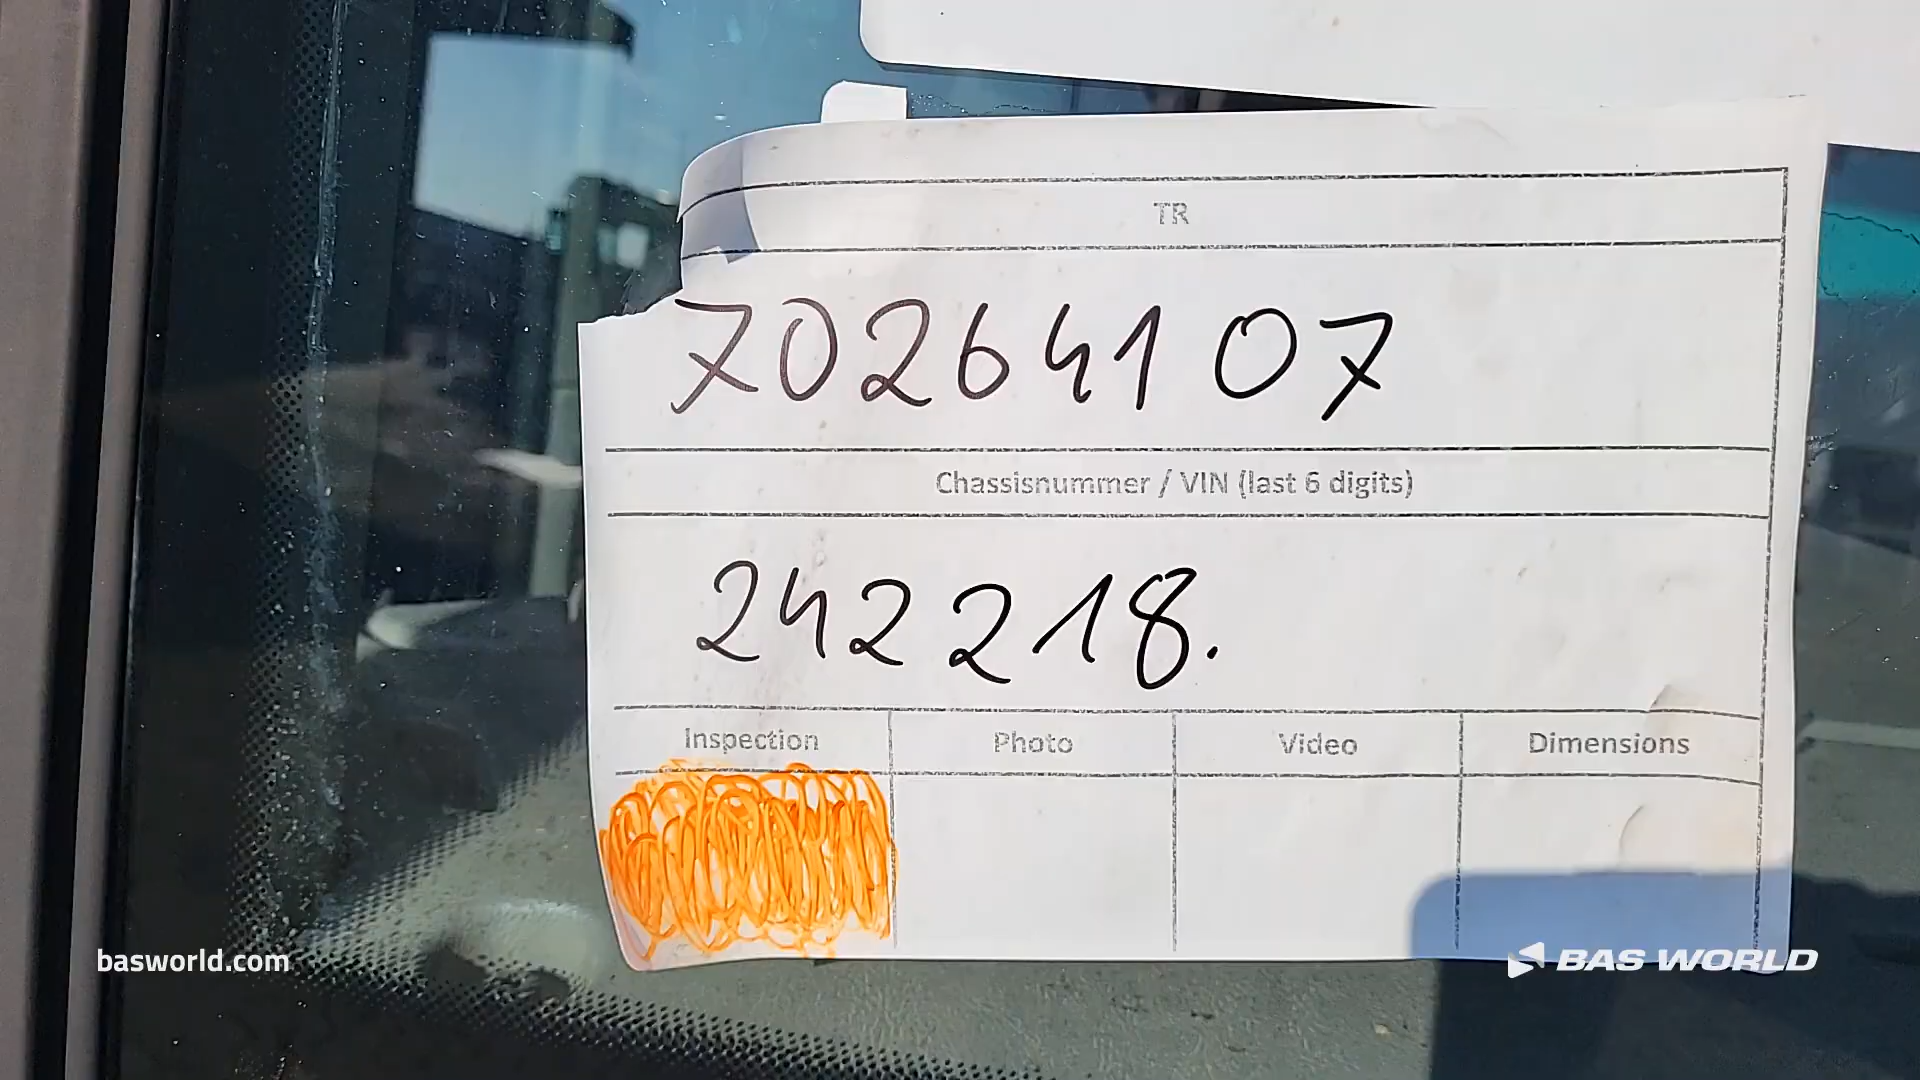 TR
70264107
Chassisnummer / VIN (last 6 digits)
242218.
Inspection Photo Video Dimensions
basworld.com BAS WORLD